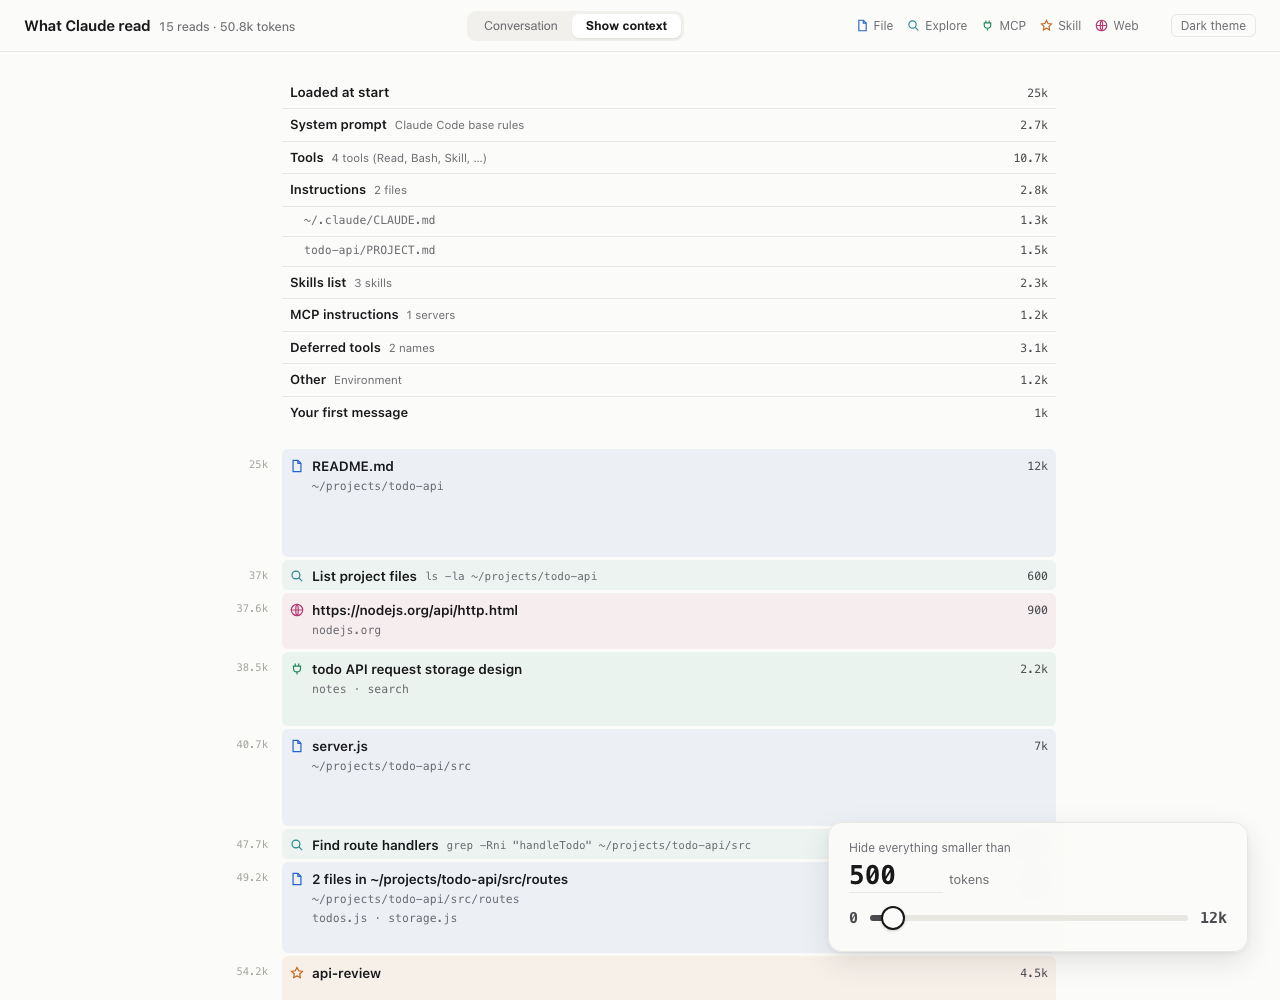 What Claude read 15 reads · 50.8k tokens
Conversation Show context
File Explore MCP Skill Web Dark theme
Loaded at start 25k
System prompt Claude Code base rules 2.7k
Tools 4 tools (Read, Bash, Skill, …) 10.7k
Instructions 2 files 2.8k
~/.claude/CLAUDE.md 1.3k
todo-api/PROJECT.md 1.5k
Skills list 3 skills 2.3k
MCP instructions 1 servers 1.2k
Deferred tools 2 names 3.1k
Other Environment 1.2k
Your first message 1k
25k README.md 12k
~/projects/todo-api
37k List project files ls -la ~/projects/todo-api 600
37.6k https://nodejs.org/api/http.html 900
nodejs.org
38.5k todo API request storage design 2.2k
notes · search
40.7k server.js 7k
~/projects/todo-api/src
47.7k Find route handlers grep -Rni "handleTodo" ~/projects/todo-api/src
49.2k 2 files in ~/projects/todo-api/src/routes
~/projects/todo-api/src/routes
todos.js · storage.js
54.2k api-review 4.5k
Hide everything smaller than
500 tokens
0 12k